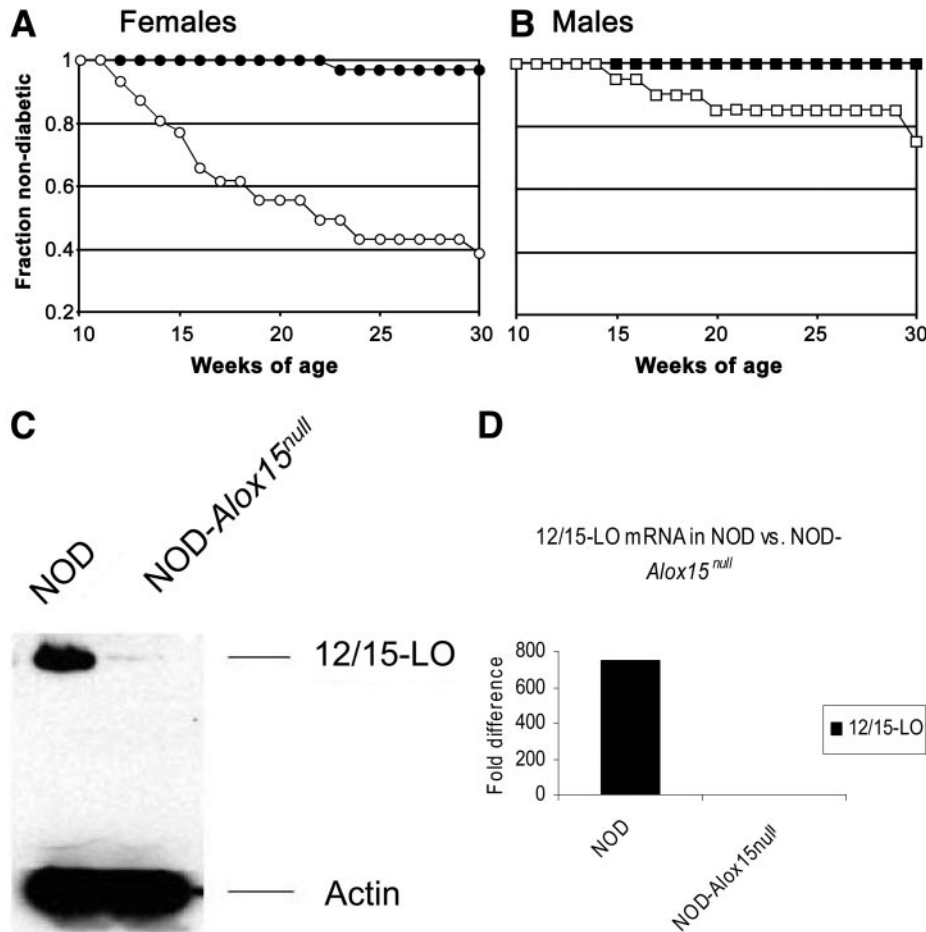 A Females
B Males
Fraction non-diabetic
1
0.8
0.6
0.4
0.2
10 15 20 25 30
Weeks of age
10 15 20 25 30
Weeks of age
C
NOD
NOD-Alox15null
12/15-LO
Actin
D
12/15-LO mRNA in NOD vs. NOD-
Alox15 null
Fold difference
800
600
400
200
0
NOD
NOD-Alox15null
12/15-LO